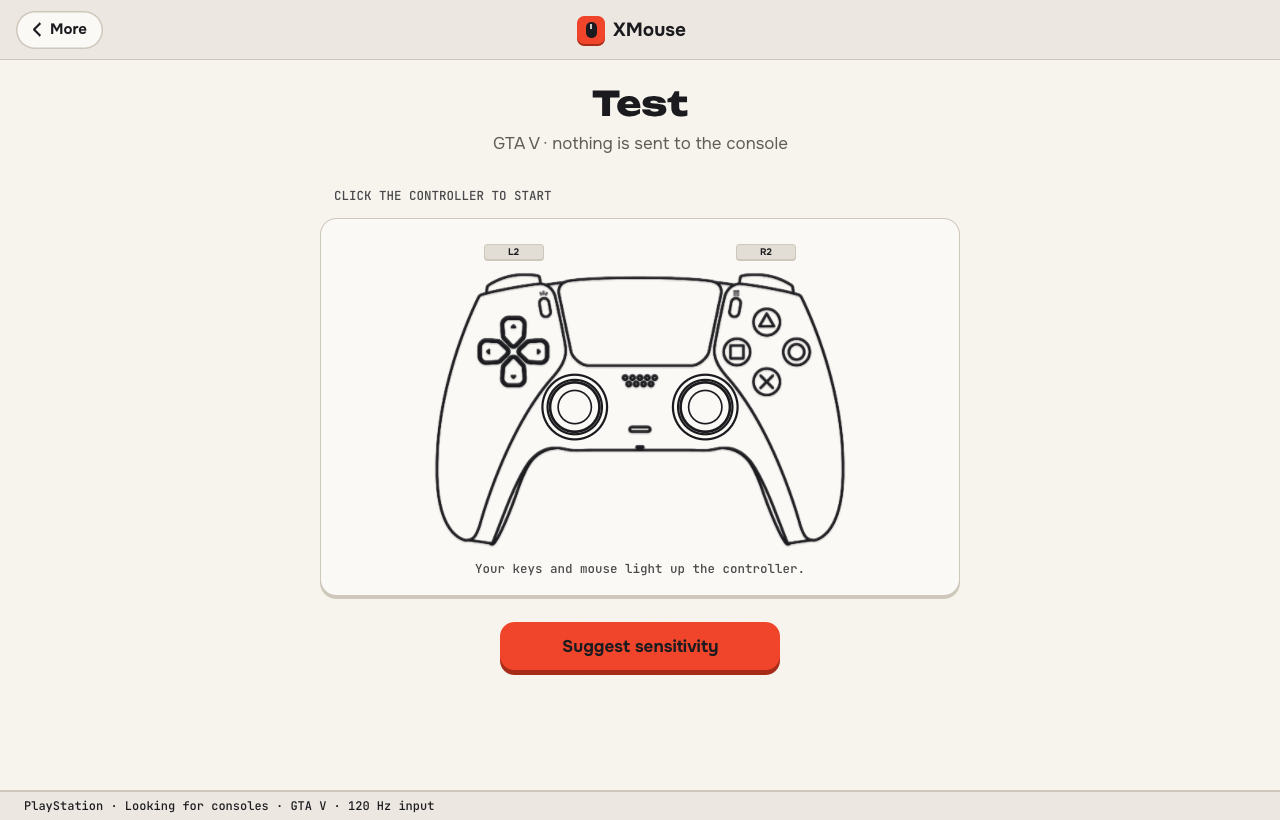 More
XMouse
Test
GTA V · nothing is sent to the console
CLICK THE CONTROLLER TO START
L2
R2
Your keys and mouse light up the controller.
Suggest sensitivity
PlayStation · Looking for consoles · GTA V · 120 Hz input